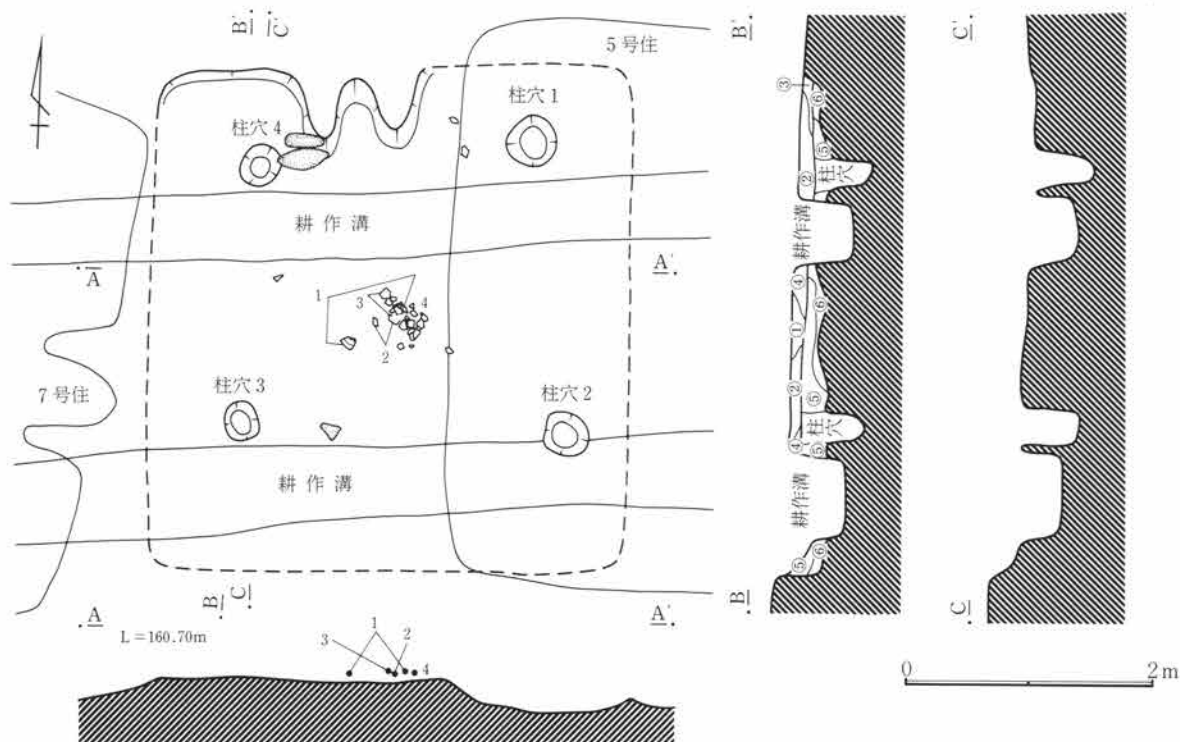 B' C'
5号住
柱穴1
柱穴4
耕作溝
A A'
1 3 4
2
7号住
柱穴3
柱穴2
耕作溝
B C
A A'
L=160.70m
1
3 2
4
B'
③
⑥
⑤
②
柱穴
耕作溝
④
⑥
①
②
⑤
柱穴
④
⑤
耕作溝
⑥
⑤
B
C'
C
0 2m